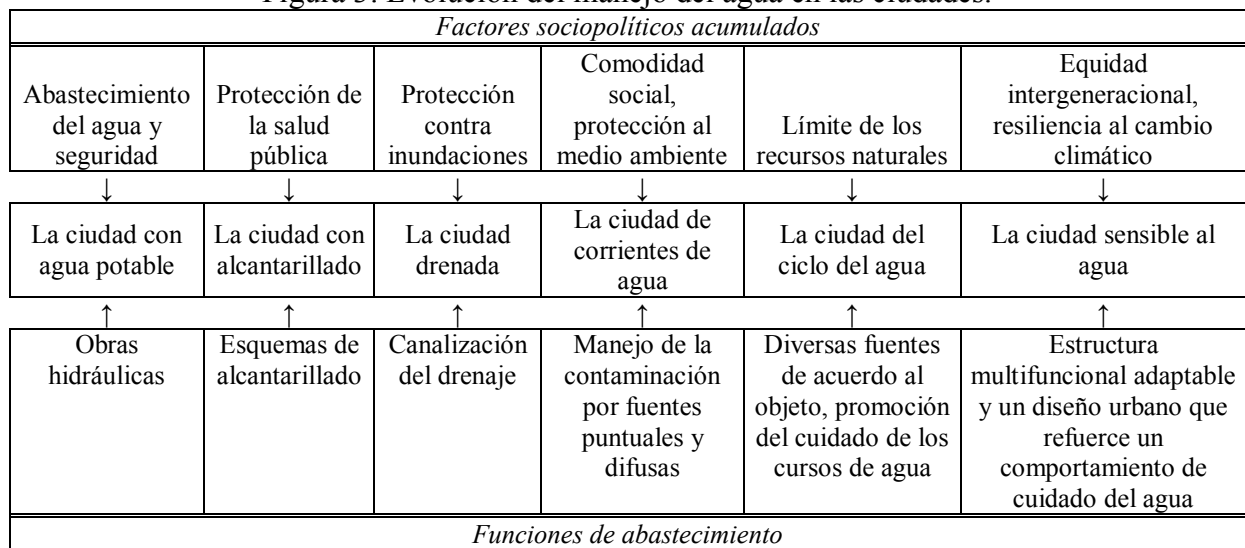 Figura Evolución del manejo del agua en las ciudades.
Factores sociopolíticos acumulados
Abastecimiento
del agua y
seguridad
Protección de
la salud
pública
Protección
contra
inundaciones
Comodidad
social,
protección al
medio ambiente
Límite de los
recursos naturales
Equidad
intergeneracional,
resiliencia al cambio
climático
↓ ↓ ↓ ↓ ↓ ↓
La ciudad con
agua potable
La ciudad con
alcantarillado
La ciudad
drenada
La ciudad de
corrientes de
agua
La ciudad del
ciclo del agua
La ciudad sensible al
agua
↑ ↑ ↑ ↑ ↑ ↑
Obras
hidráulicas
Esquemas de
alcantarillado
Canalización
del drenaje
Manejo de la
contaminación
por fuentes
puntuales y
difusas
Diversas fuentes
de acuerdo al
objeto, promoción
del cuidado de los
cursos de agua
Estructura
multifuncional adaptable
y un diseño urbano que
refuerce un
comportamiento de
cuidado del agua
Funciones de abastecimiento